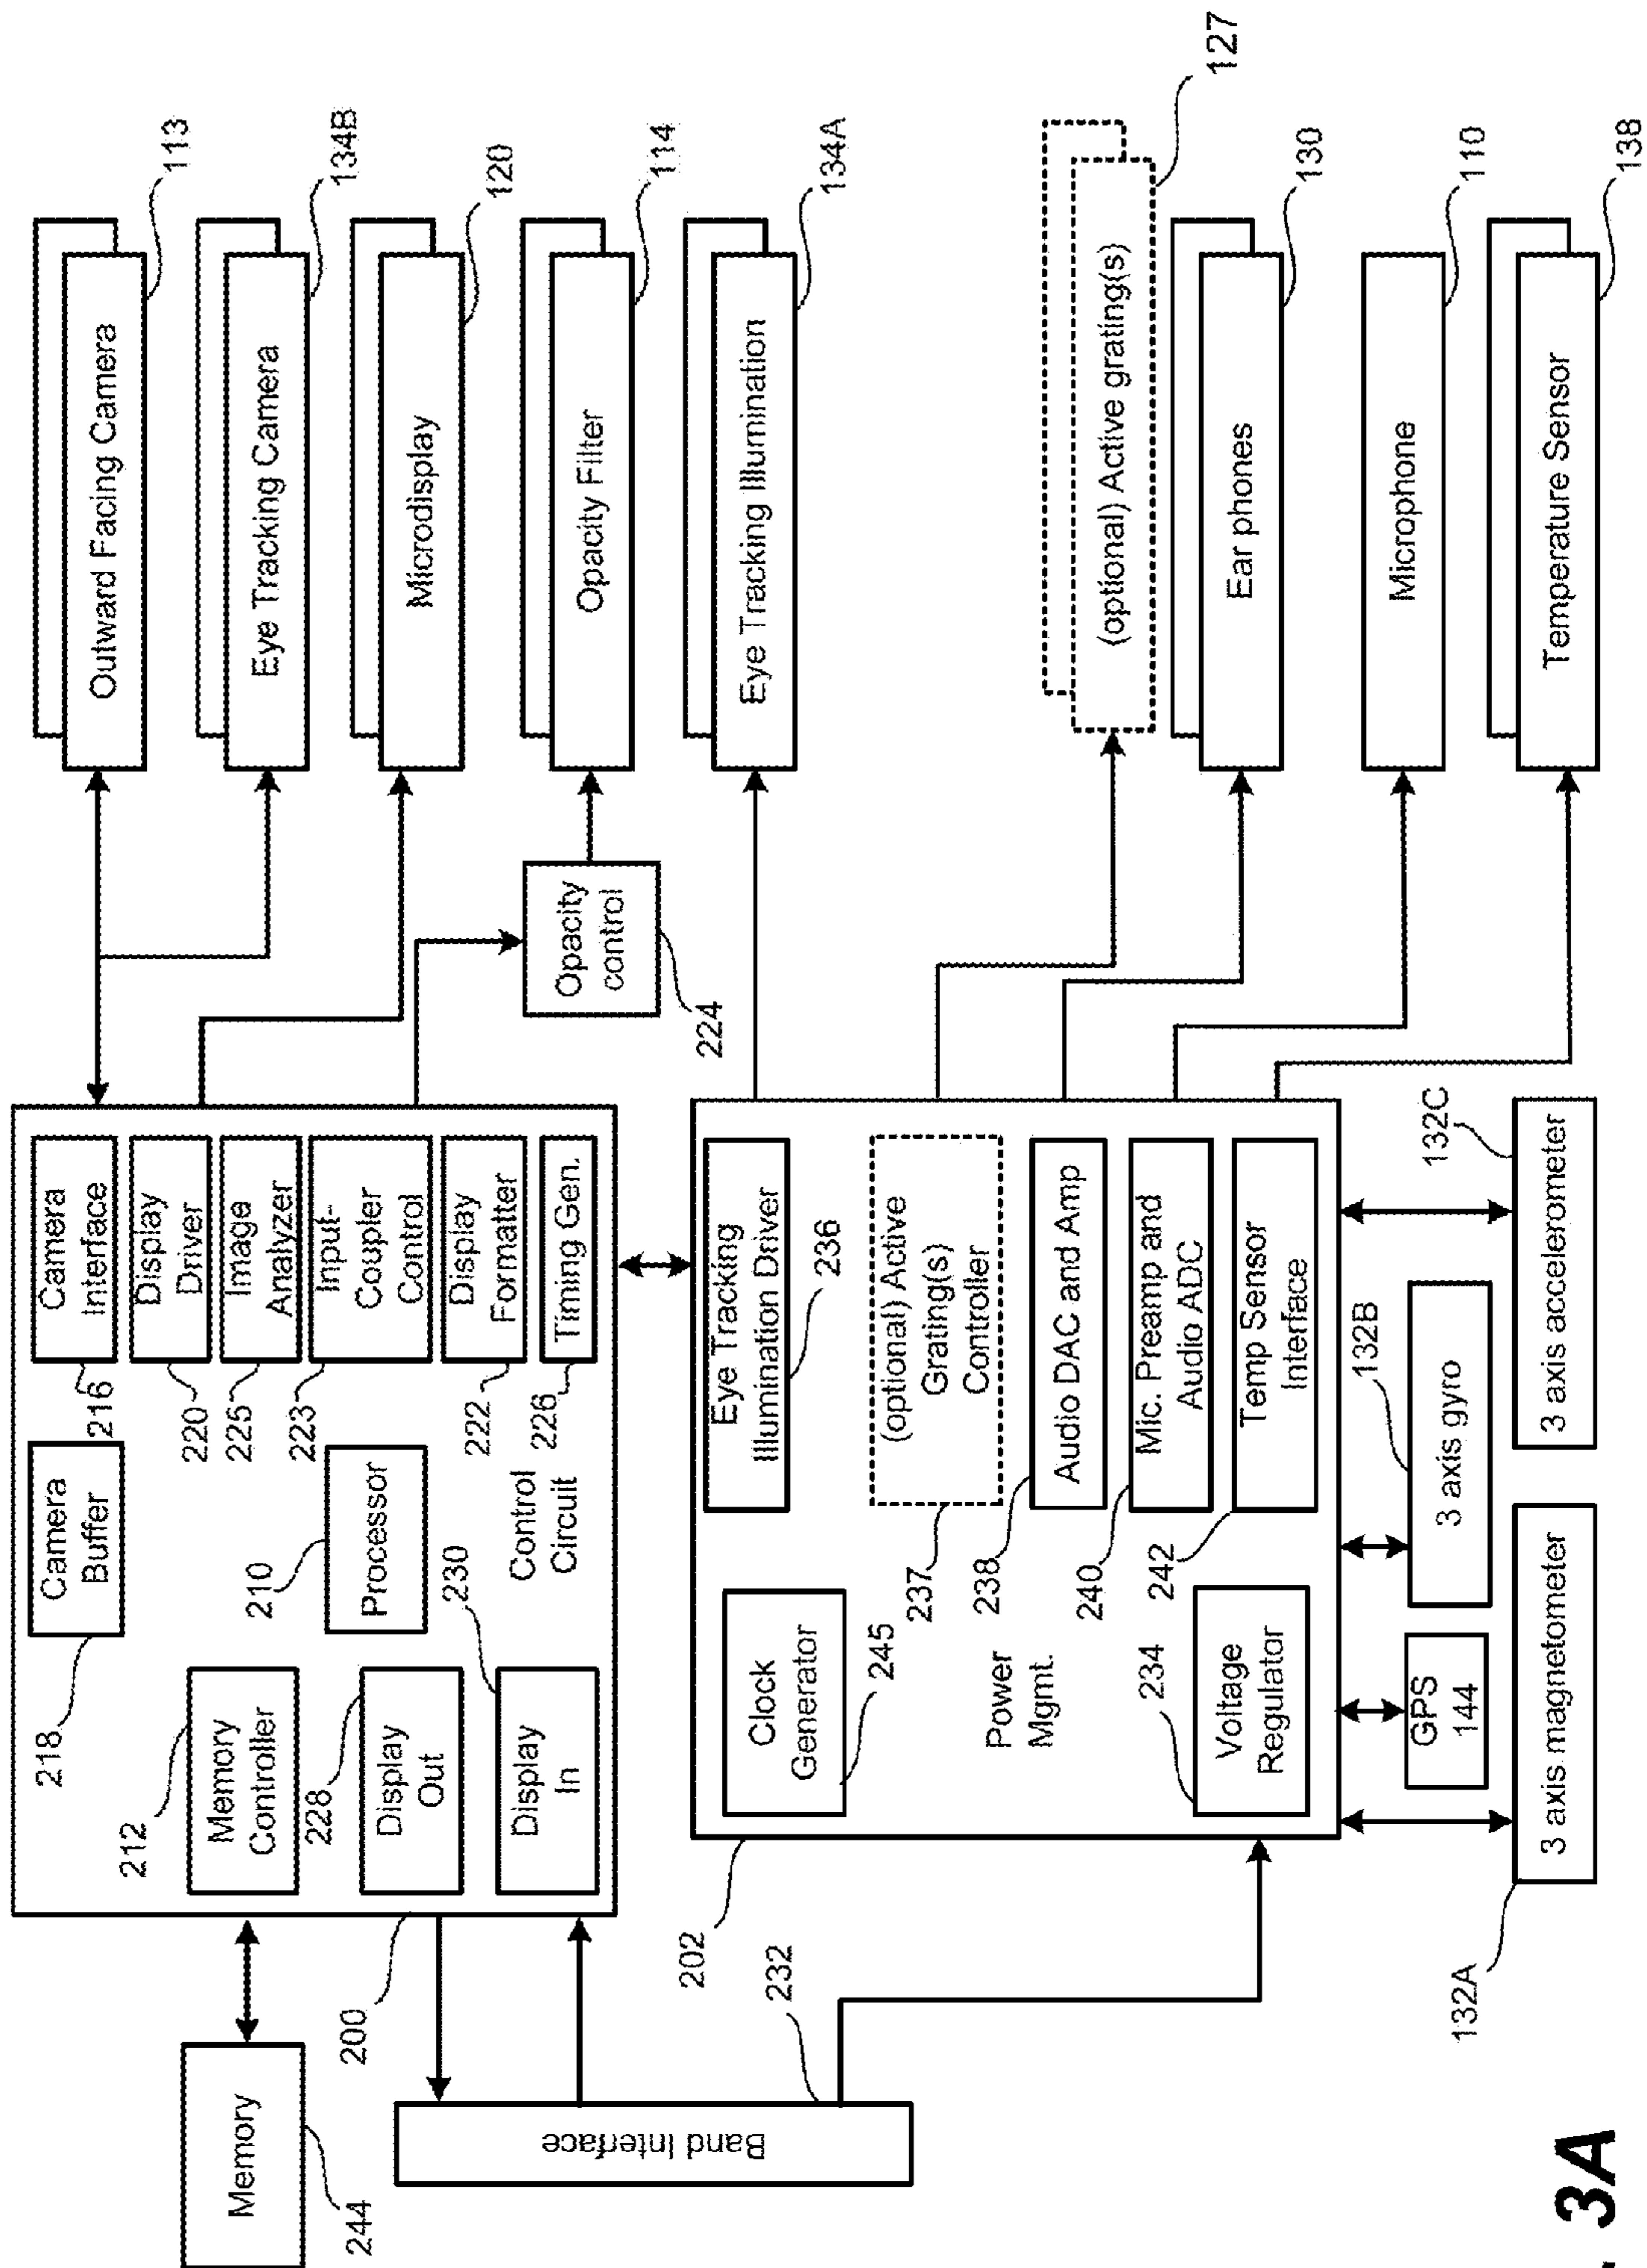 Outward Facing Camera
113
Eye Tracking Camera
134B
Microdisplay
120
Opacity Filter
114
Eye Tracking Illumination
134A
(optional) Active grating(s)
127
Ear phones
130
Microphone
110
Temperature Sensor
138
Opacity
control
224
Camera
Interface
216
Display
Driver
220
Image
Analyzer
225
Input-
Coupler
Control
223
Display
Formatter
222
Timing Gen.
226
Camera
Buffer
218
Processor
210
Control
Circuit
Memory
Controller
212
Display
Out
228
Display
In
230
200
Memory
244
Band Interface
232
202
Eye Tracking
Illumination Driver
236
(optional) Active
Grating(s)
Controller
237
Audio DAC and Amp
238
Mic. Preamp and
Audio ADC
240
Temp Sensor
Interface
242
Clock
Generator
245
Power
Mgmt.
Voltage
Regulator
234
3 axis magnetometer
132A
GPS
144
3 axis gyro
132B
3 axis accelerometer
132C
. 3A